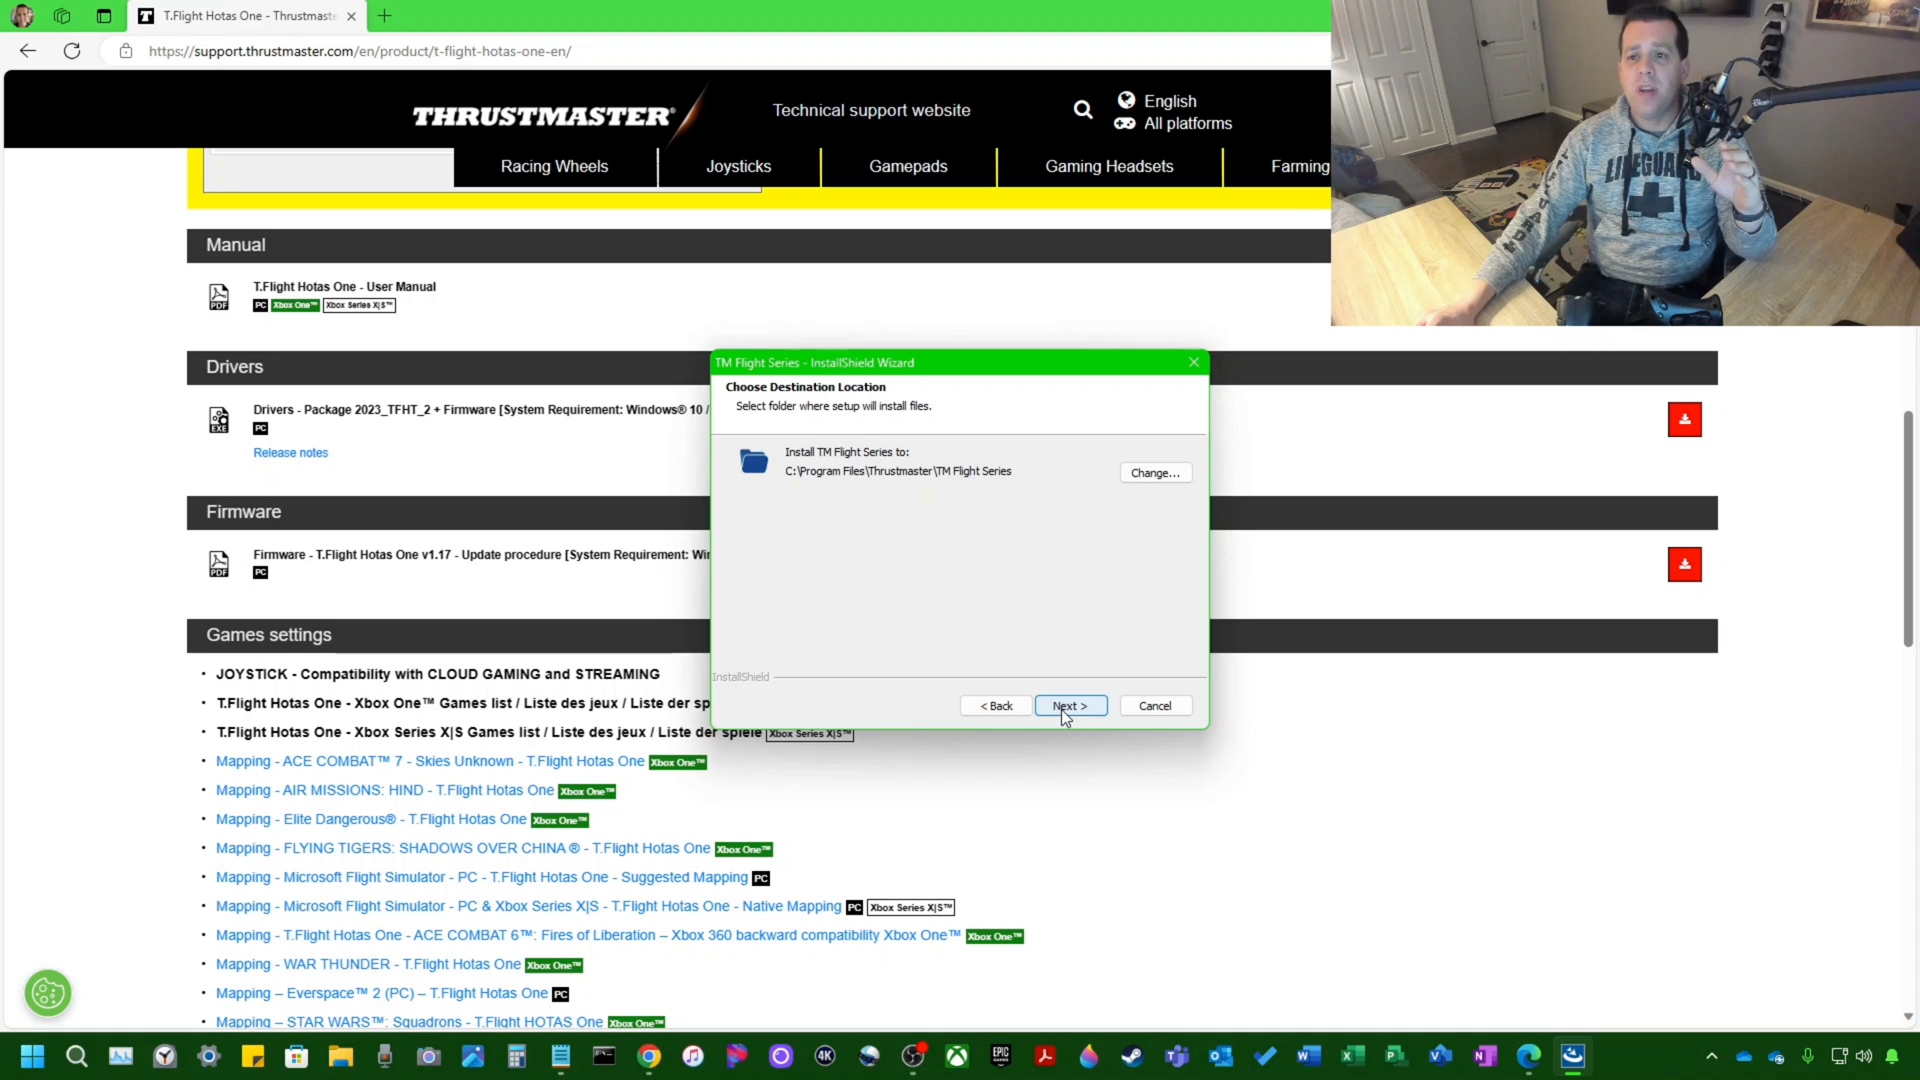 T.Flight Hotas One - Thrustmaste
https://support.thrustmaster.com/en/product/t-flight-hotas-one-en/
THRUSTMASTER®
Technical support website
English
All platforms
Racing Wheels
Joysticks
Gamepads
Gaming Headsets
Farming
Manual
PDF
T.Flight Hotas One - User Manual
PC Xbox One™ Xbox Series X|S™
Drivers
EXE
Drivers - Package 2023_TFHT_2 + Firmware [System Requirement: Windows® 10 /
PC
Release notes
Firmware
PDF
Firmware - T.Flight Hotas One v1.17 - Update procedure [System Requirement: Wi
PC
Games settings
• JOYSTICK - Compatibility with CLOUD GAMING and STREAMING
• T.Flight Hotas One - Xbox One™ Games list / Liste des jeux / Liste der sp
• T.Flight Hotas One - Xbox Series X|S Games list / Liste des jeux / Liste der spiele Xbox Series X|S™
• Mapping - ACE COMBAT™ 7 - Skies Unknown - T.Flight Hotas One Xbox One™
• Mapping - AIR MISSIONS: HIND - T.Flight Hotas One Xbox One™
• Mapping - Elite Dangerous® - T.Flight Hotas One Xbox One™
• Mapping - FLYING TIGERS: SHADOWS OVER CHINA ® - T.Flight Hotas One Xbox One™
• Mapping - Microsoft Flight Simulator - PC - T.Flight Hotas One - Suggested Mapping PC
• Mapping - Microsoft Flight Simulator - PC & Xbox Series X|S - T.Flight Hotas One - Native Mapping PC Xbox Series X|S™
• Mapping - T.Flight Hotas One - ACE COMBAT 6™: Fires of Liberation – Xbox 360 backward compatibility Xbox One™ Xbox One™
• Mapping - WAR THUNDER - T.Flight Hotas One Xbox One™
• Mapping – Everspace™ 2 (PC) – T.Flight Hotas One PC
• Mapping – STAR WARS™: Squadrons - T.Flight HOTAS One Xbox One™
TM Flight Series - InstallShield Wizard
Choose Destination Location
Select folder where setup will install files.
Install TM Flight Series to:
C:\Program Files\Thrustmaster\TM Flight Series
Change...
InstallShield
< Back
Next >
Cancel
LIFEGUARD
4K
EPIC
GAMES